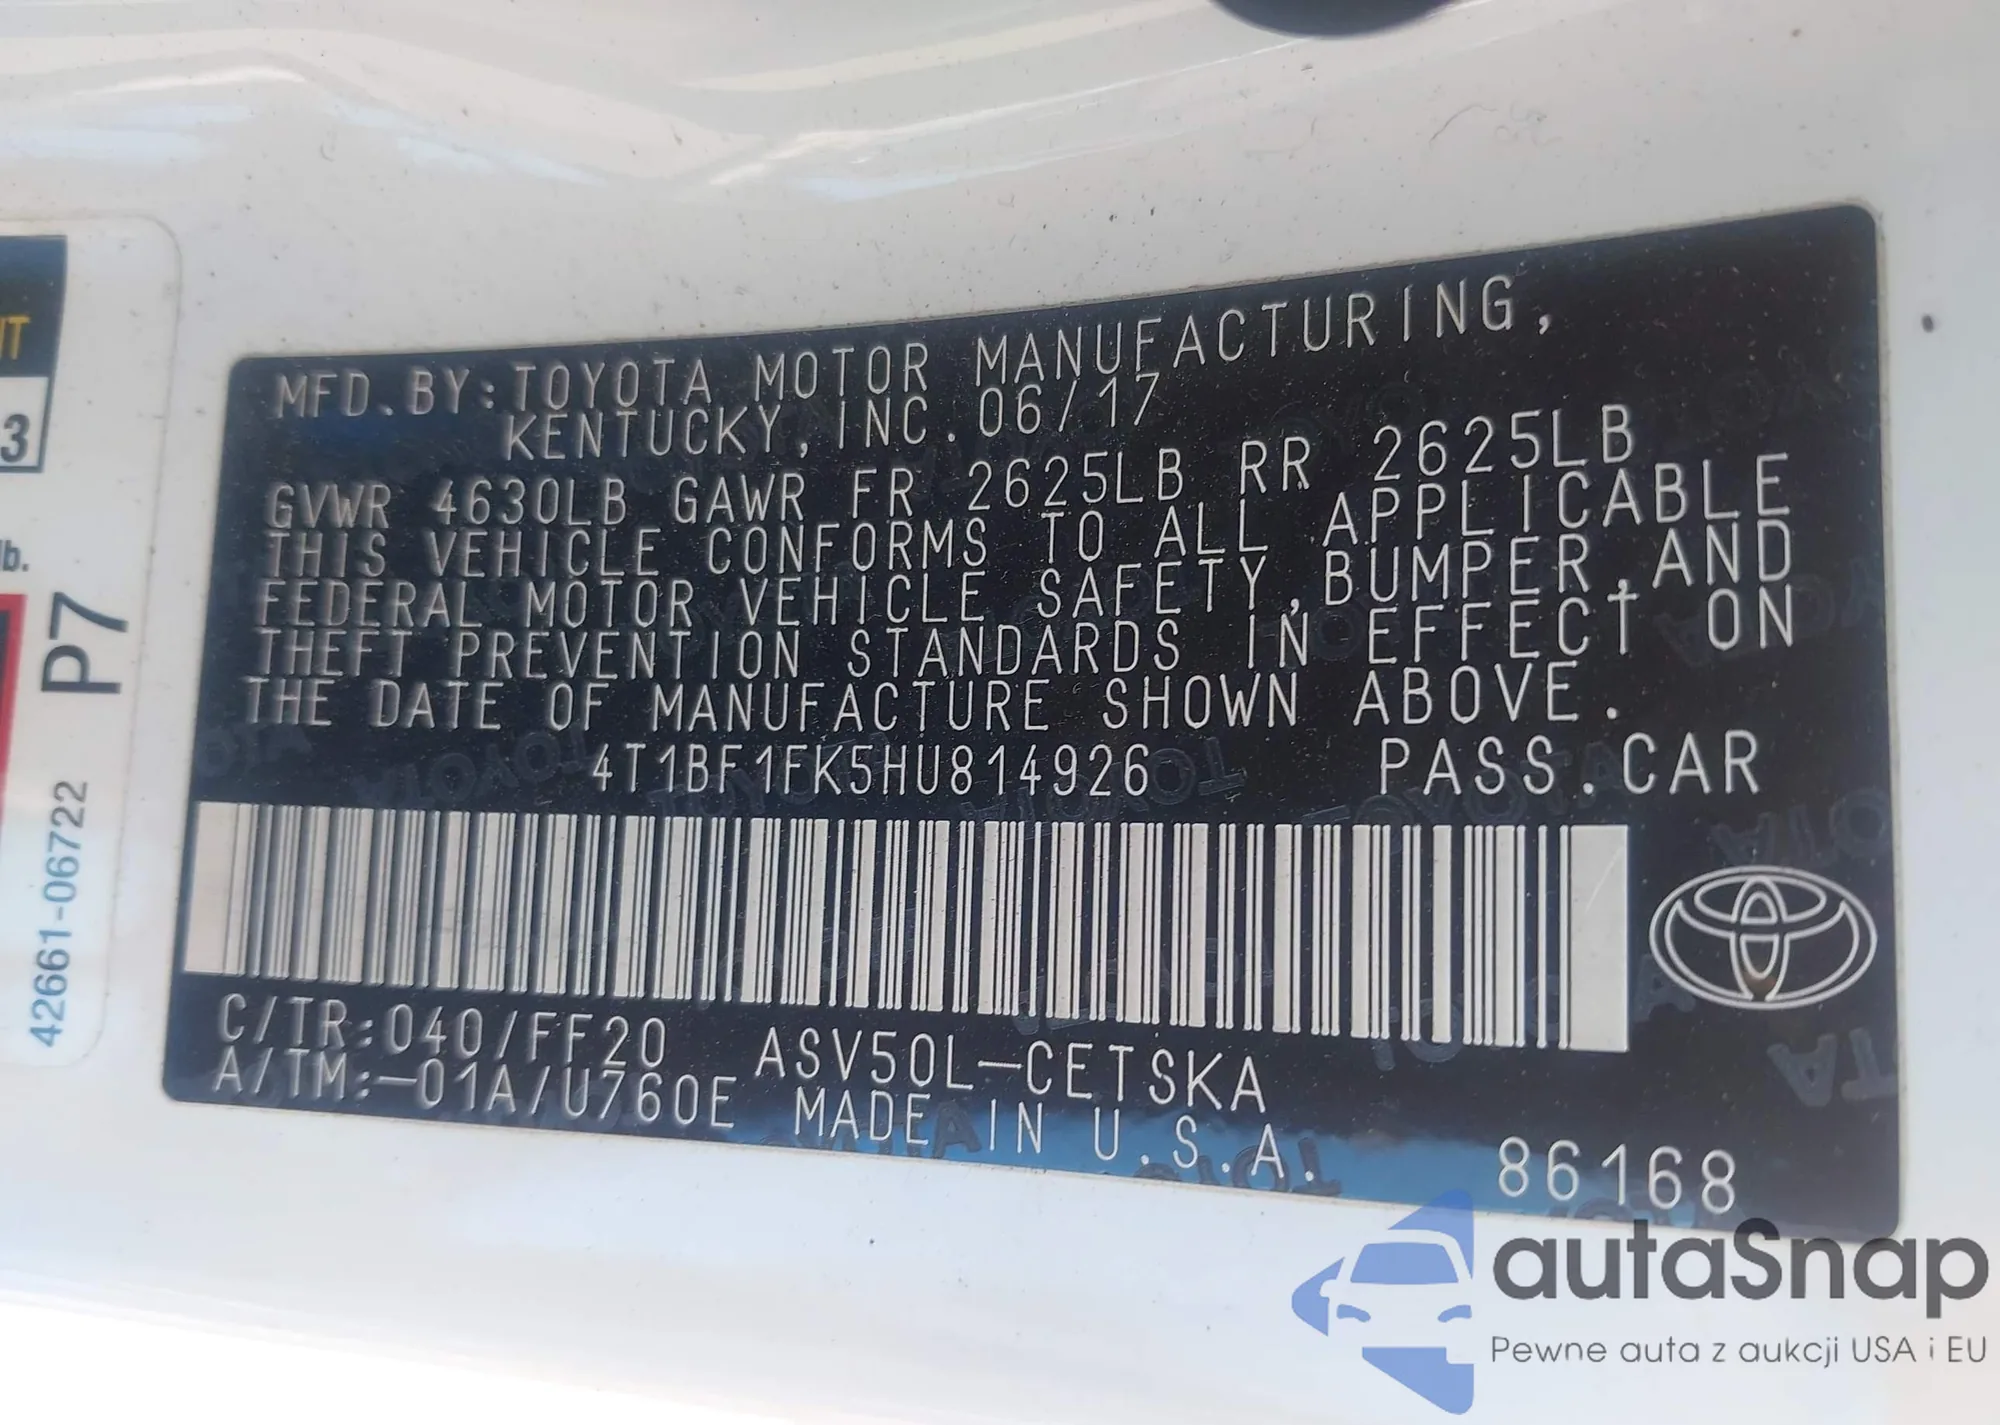 MFD.BY:TOYOTA MOTOR MANUFACTURING,
KENTUCKY,INC.06/17
GVWR 4630LB GAWR FR 2625LB RR 2625LB
THIS VEHICLE CONFORMS TO ALL APPLICABLE
FEDERAL MOTOR VEHICLE SAFETY,BUMPER,AND
THEFT PREVENTION STANDARDS IN EFFECT ON
THE DATE OF MANUFACTURE SHOWN ABOVE.
4T1BF1FK5HU814926 PASS.CAR
C/TR:040/FF20 ASV50L-CETSKA
A/TM:-01A/U760E MADE IN U.S.A.
86168
3
lb.
P7
42661-06722
autaSnap
Pewne auta z aukcji USA i EU